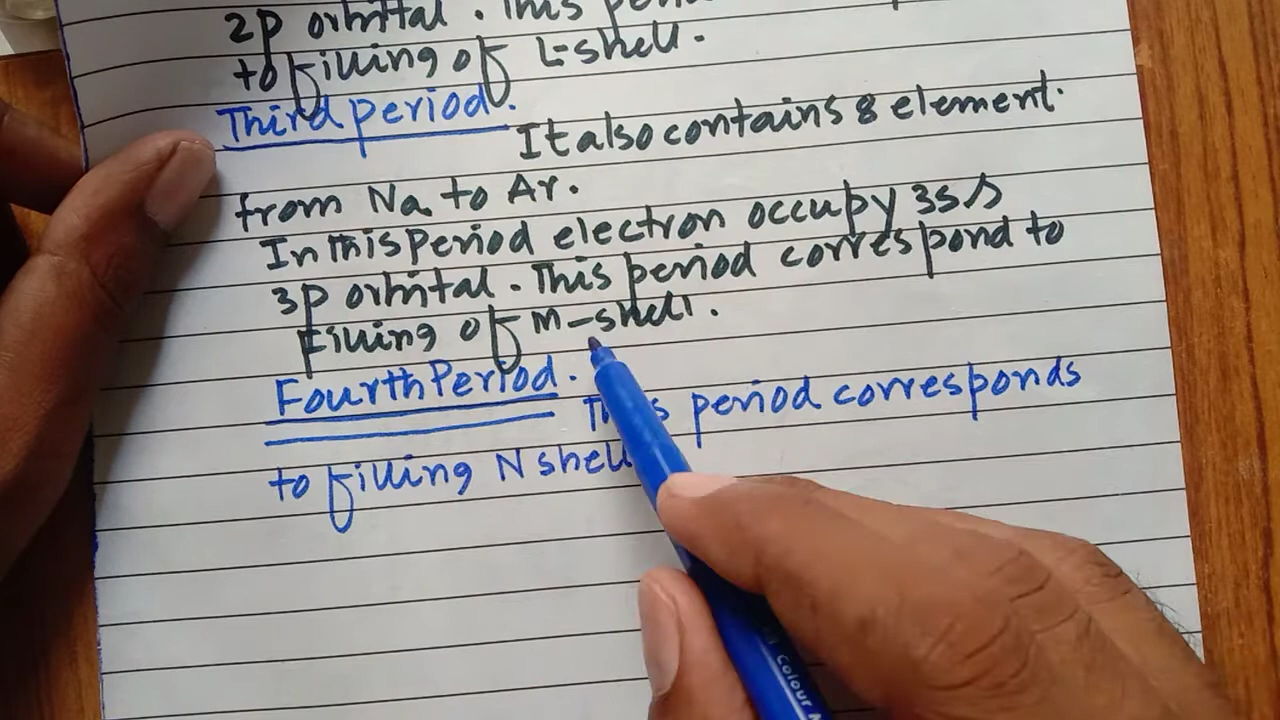 2p orbital. This
to filling of L-shell.
Third period.
It also contains 8 element.
from Na to Ar.
In this Period electron occupy 3s &
3p orbital. This period correspond to
Filling of M-shell.
Fourth Period.
This period corresponds
to filling N shell
Colour